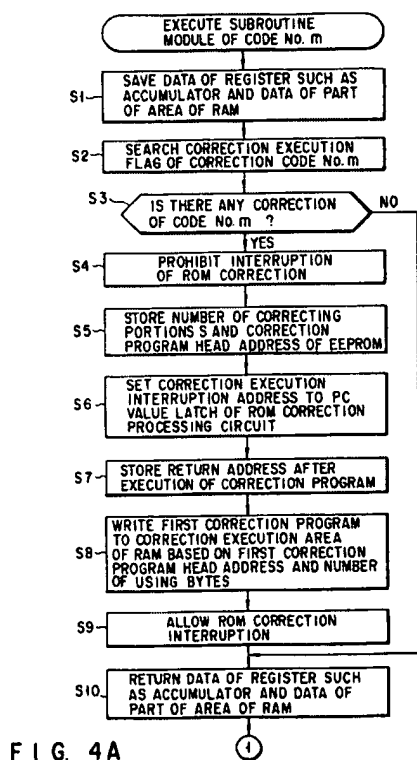 EXECUTE SUBROUTINE
MODULE OF CODE No. m
S1
SAVE DATA OF REGISTER SUCH AS
ACCUMULATOR AND DATA OF PART
OF AREA OF RAM
S2
SEARCH CORRECTION EXECUTION
FLAG OF CORRECTION CODE No. m
S3
IS THERE ANY CORRECTION
OF CODE No. m ?
NO
YES
S4
PROHIBIT INTERRUPTION
OF ROM CORRECTION
S5
STORE NUMBER OF CORRECTING
PORTIONS S AND CORRECTION
PROGRAM HEAD ADDRESS OF EEPROM
S6
SET CORRECTION EXECUTION
INTERRUPTION ADDRESS TO PC
VALUE LATCH OF ROM CORRECTION
PROCESSING CIRCUIT
S7
STORE RETURN ADDRESS AFTER
EXECUTION OF CORRECTION PROGRAM
S8
WRITE FIRST CORRECTION PROGRAM
TO CORRECTION EXECUTION AREA
OF RAM BASED ON FIRST CORRECTION
PROGRAM HEAD ADDRESS AND NUMBER
OF USING BYTES
S9
ALLOW ROM CORRECTION
INTERRUPTION
S10
RETURN DATA OF REGISTER SUCH
AS ACCUMULATOR AND DATA OF
PART OF AREA OF RAM
FIG. 4A
1